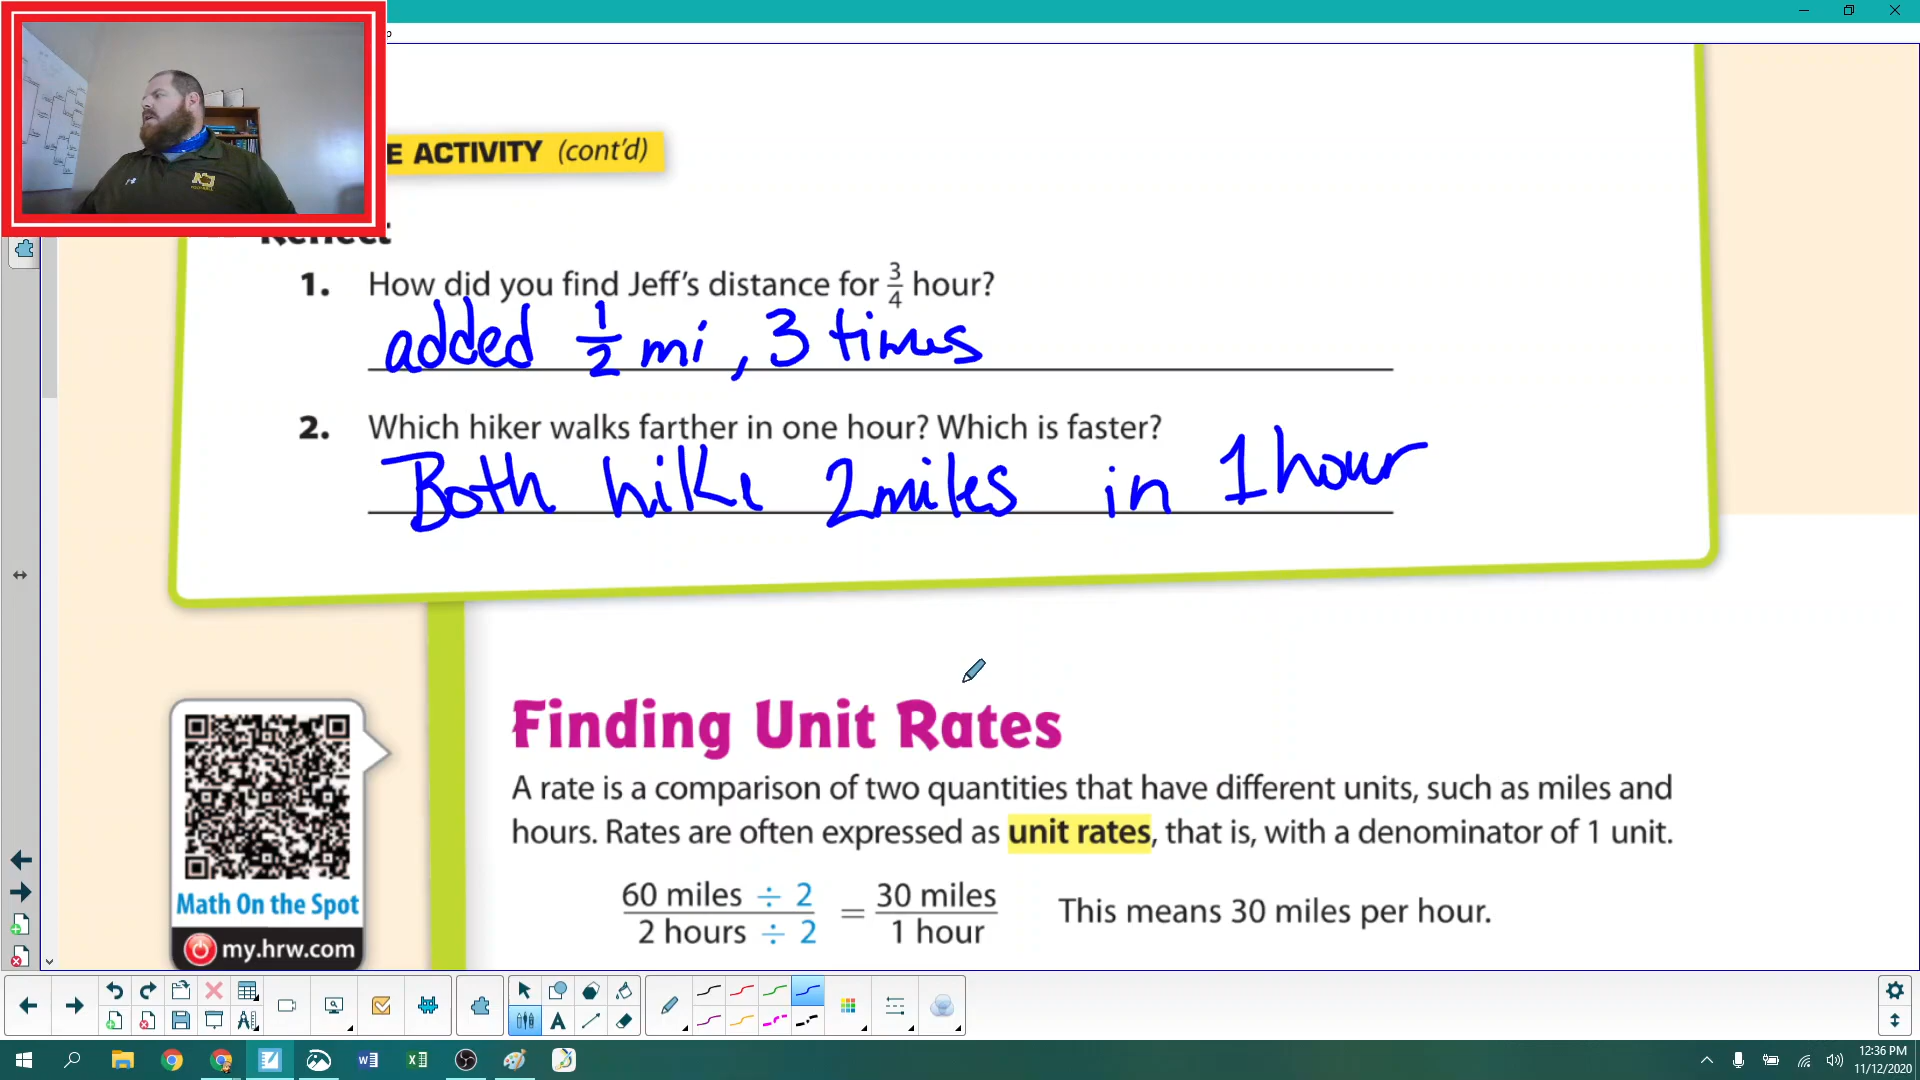 E ACTIVITY (cont'd)
Reflect
1. How did you find Jeff's distance for 3/4 hour?
added 1/2 mi, 3 times
2. Which hiker walks farther in one hour? Which is faster?
Both hike 2 miles in 1 hour
Finding Unit Rates
A rate is a comparison of two quantities that have different units, such as miles and
hours. Rates are often expressed as unit rates, that is, with a denominator of 1 unit.
60 miles ÷ 2 / 2 hours ÷ 2 = 30 miles / 1 hour This means 30 miles per hour.
Math On the Spot
my.hrw.com
12:36 PM
11/12/2020